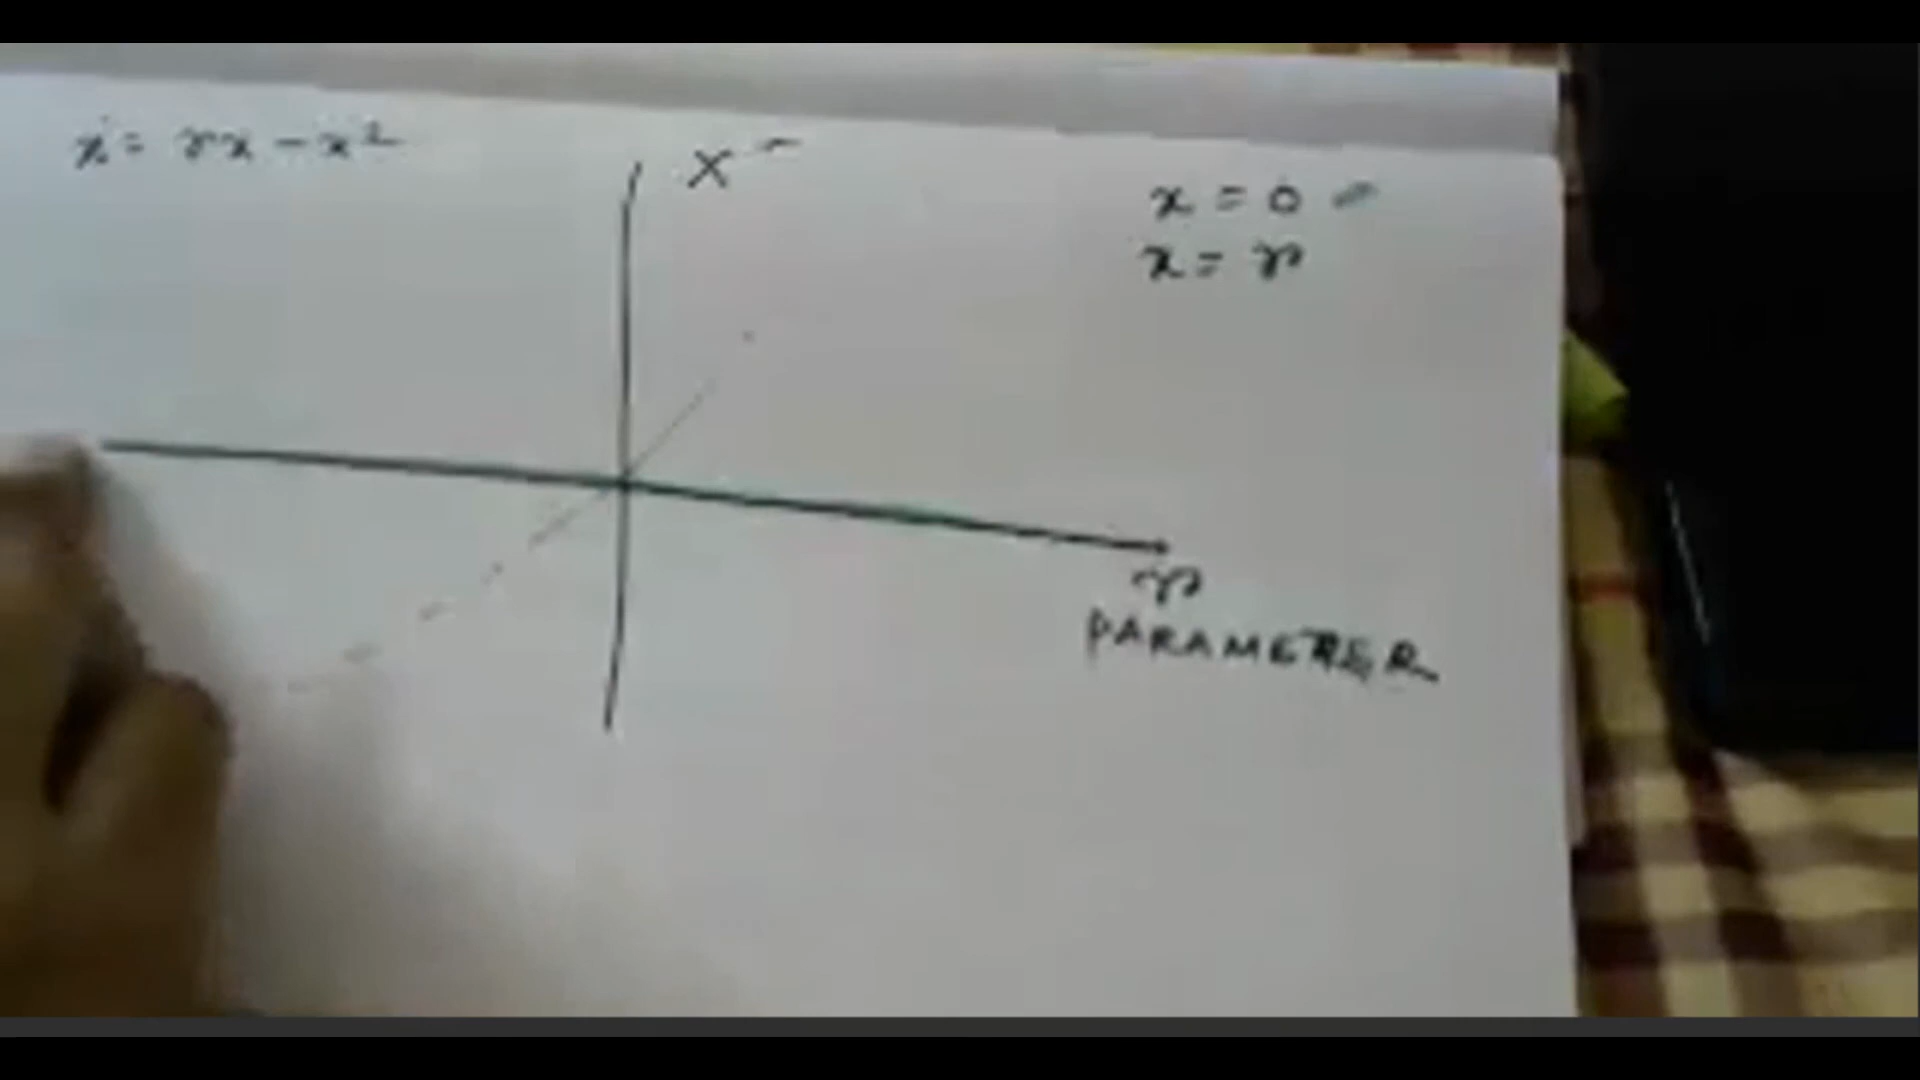 ẋ = rx - x²
X
x = 0
x = r
r
PARAMETER